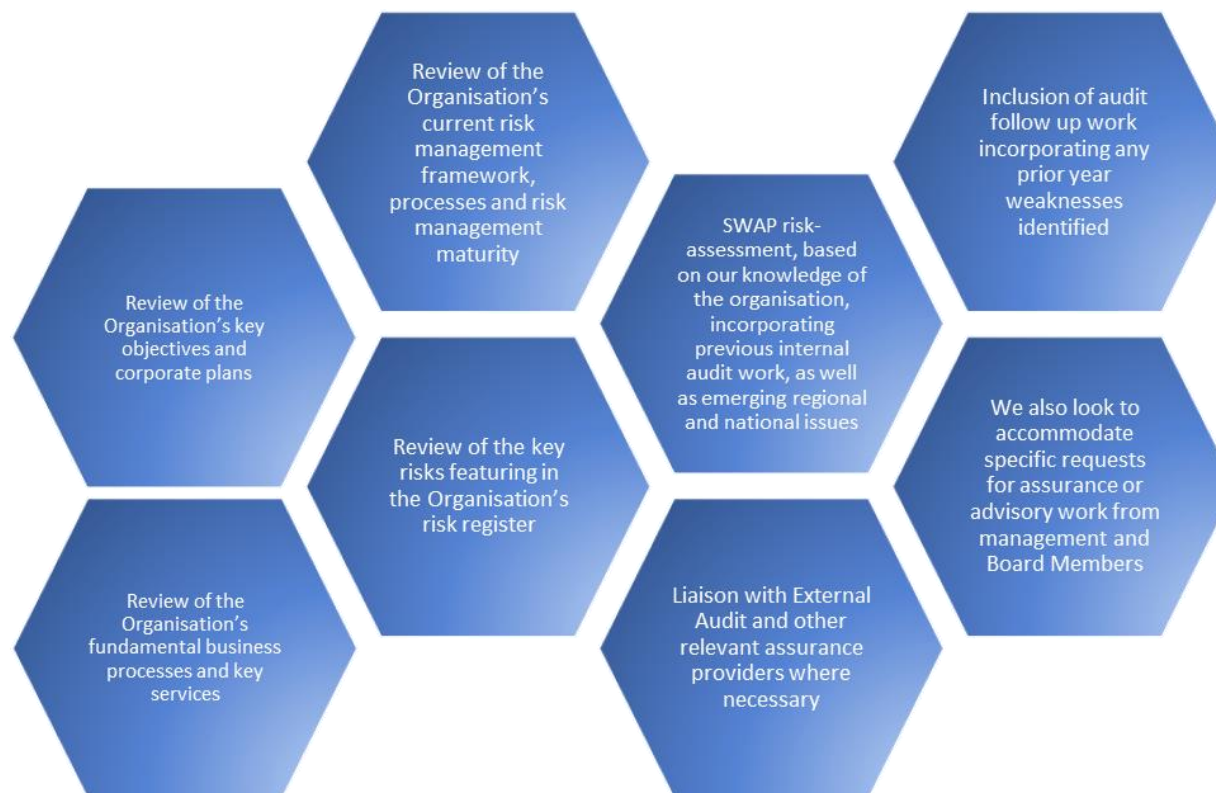 Review of the
Organisation's key
objectives and
corporate plans
Review of the
Organisation's
fundamental business
processes and key
services
Review of the
Organisation's
current risk
management
framework,
processes and risk
management
maturity
Review of the key
risks featuring in
the Organisation's
risk register
SWAP risk-
assessment, based
on our knowledge of
the organisation,
incorporating
previous internal
audit work, as well
as emerging regional
and national issues
Liaison with External
Audit and other
relevant assurance
providers where
necessary
Inclusion of audit
follow up work
incorporating any
prior year
weaknesses
identified
We also look to
accommodate
specific requests
for assurance or
advisory work from
management and
Board Members